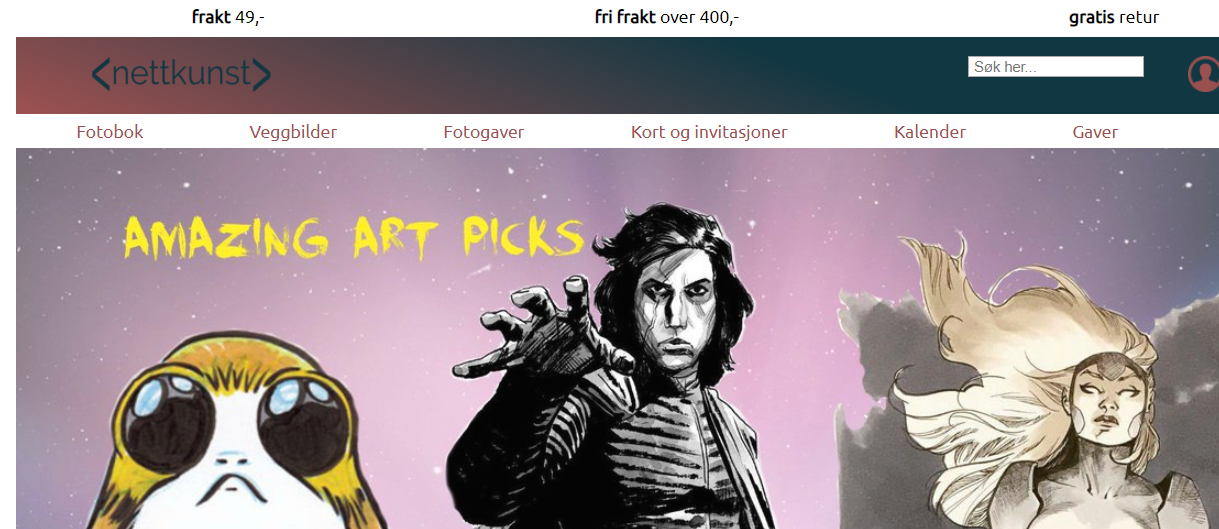 frakt 49,- fri frakt over 400,- gratis retur
<nettkunst> Søk her...
Fotobok Veggbilder Fotogaver Kort og invitasjoner Kalender Gaver
AMAZING ART PICKS